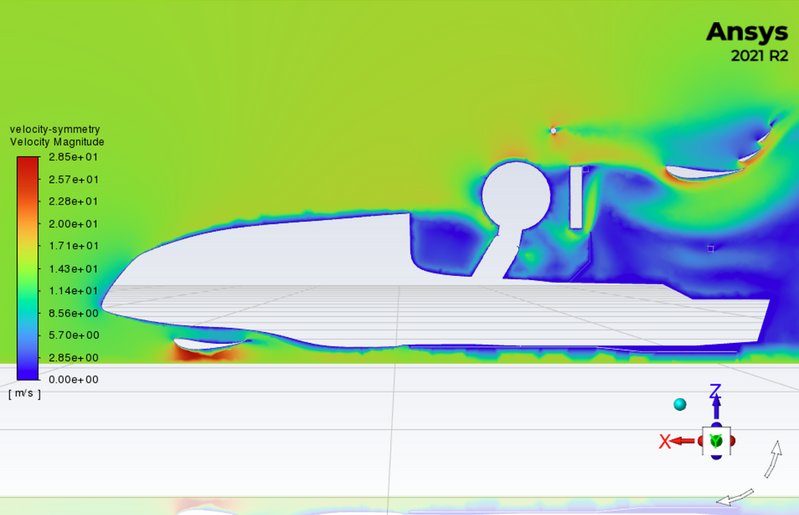 Ansys
2021 R2
velocity-symmetry
Velocity Magnitude
2.85e+01
2.57e+01
2.28e+01
2.00e+01
1.71e+01
1.43e+01
1.14e+01
8.56e+00
5.70e+00
2.85e+00
0.00e+00
[ m/s ]
Z
X